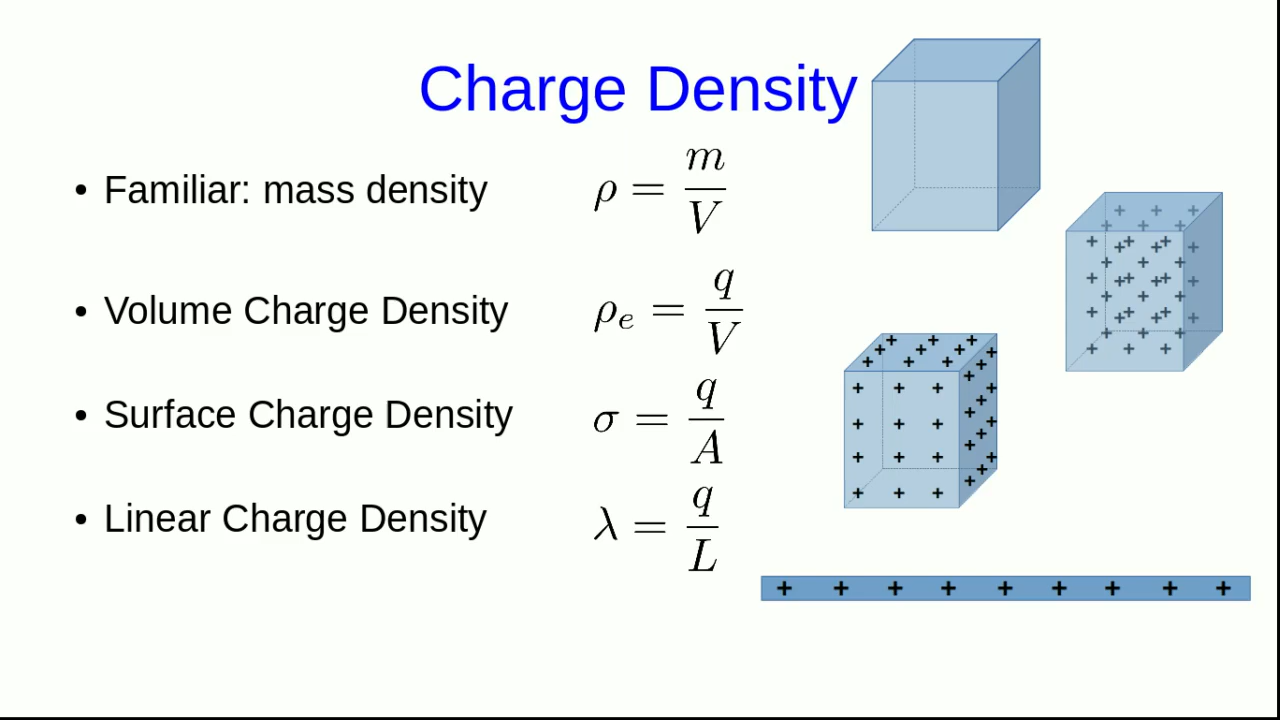 Charge Density
• Familiar: mass density ρ = m/V
• Volume Charge Density ρₑ = q/V
• Surface Charge Density σ = q/A
• Linear Charge Density λ = q/L
+ + + + + + + + +